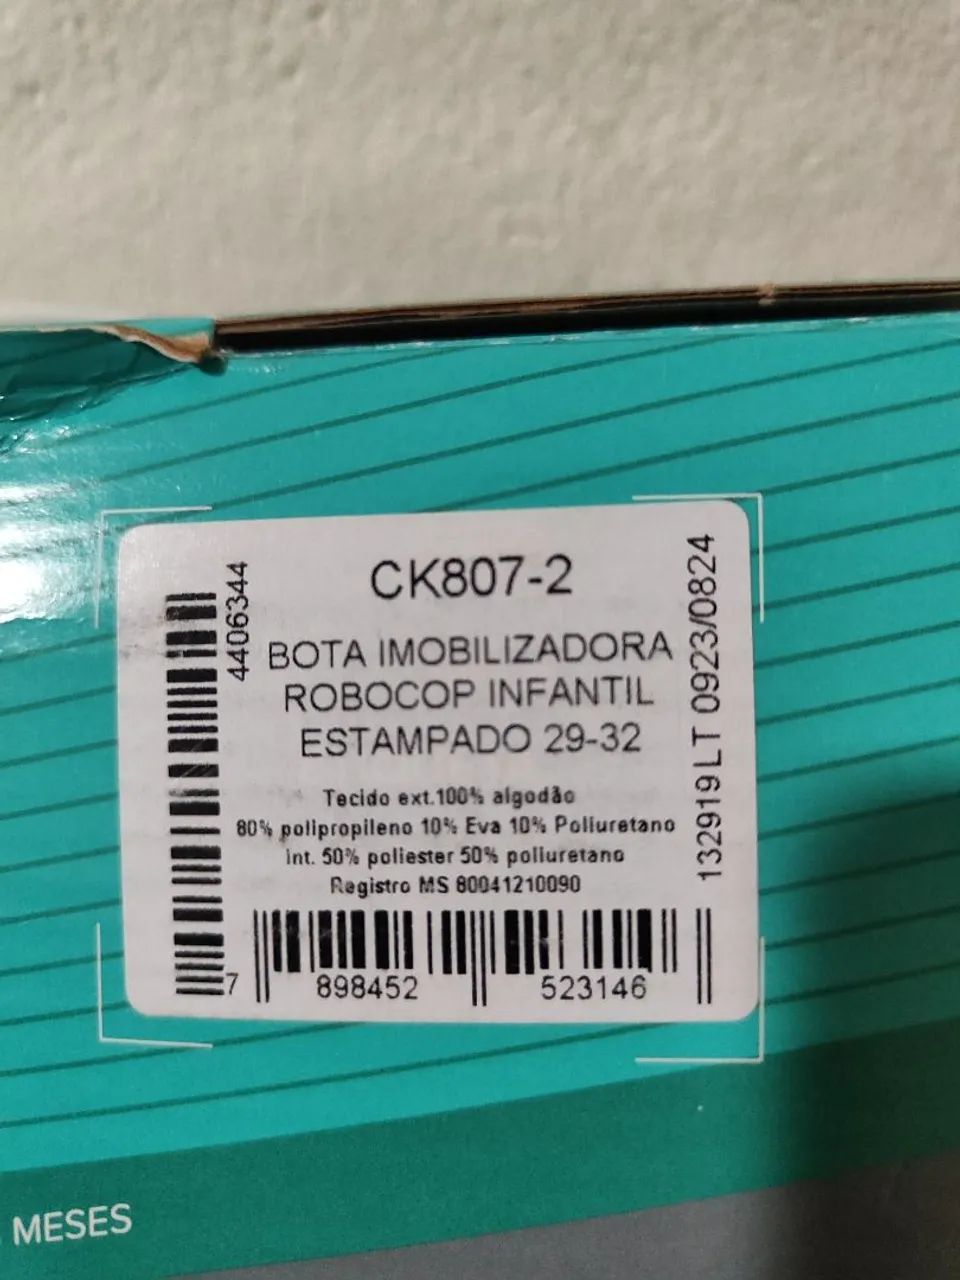 CK807-2
BOTA IMOBILIZADORA
ROBOCOP INFANTIL
ESTAMPADO 29-32
Tecido ext.100% algodão
80% polipropileno 10% Eva 10% Poliuretano
int. 50% poliester 50% poliuretano
Registro MS 80041210090
7 898452 523146
4406344
132919 LT 0923/0824
MESES